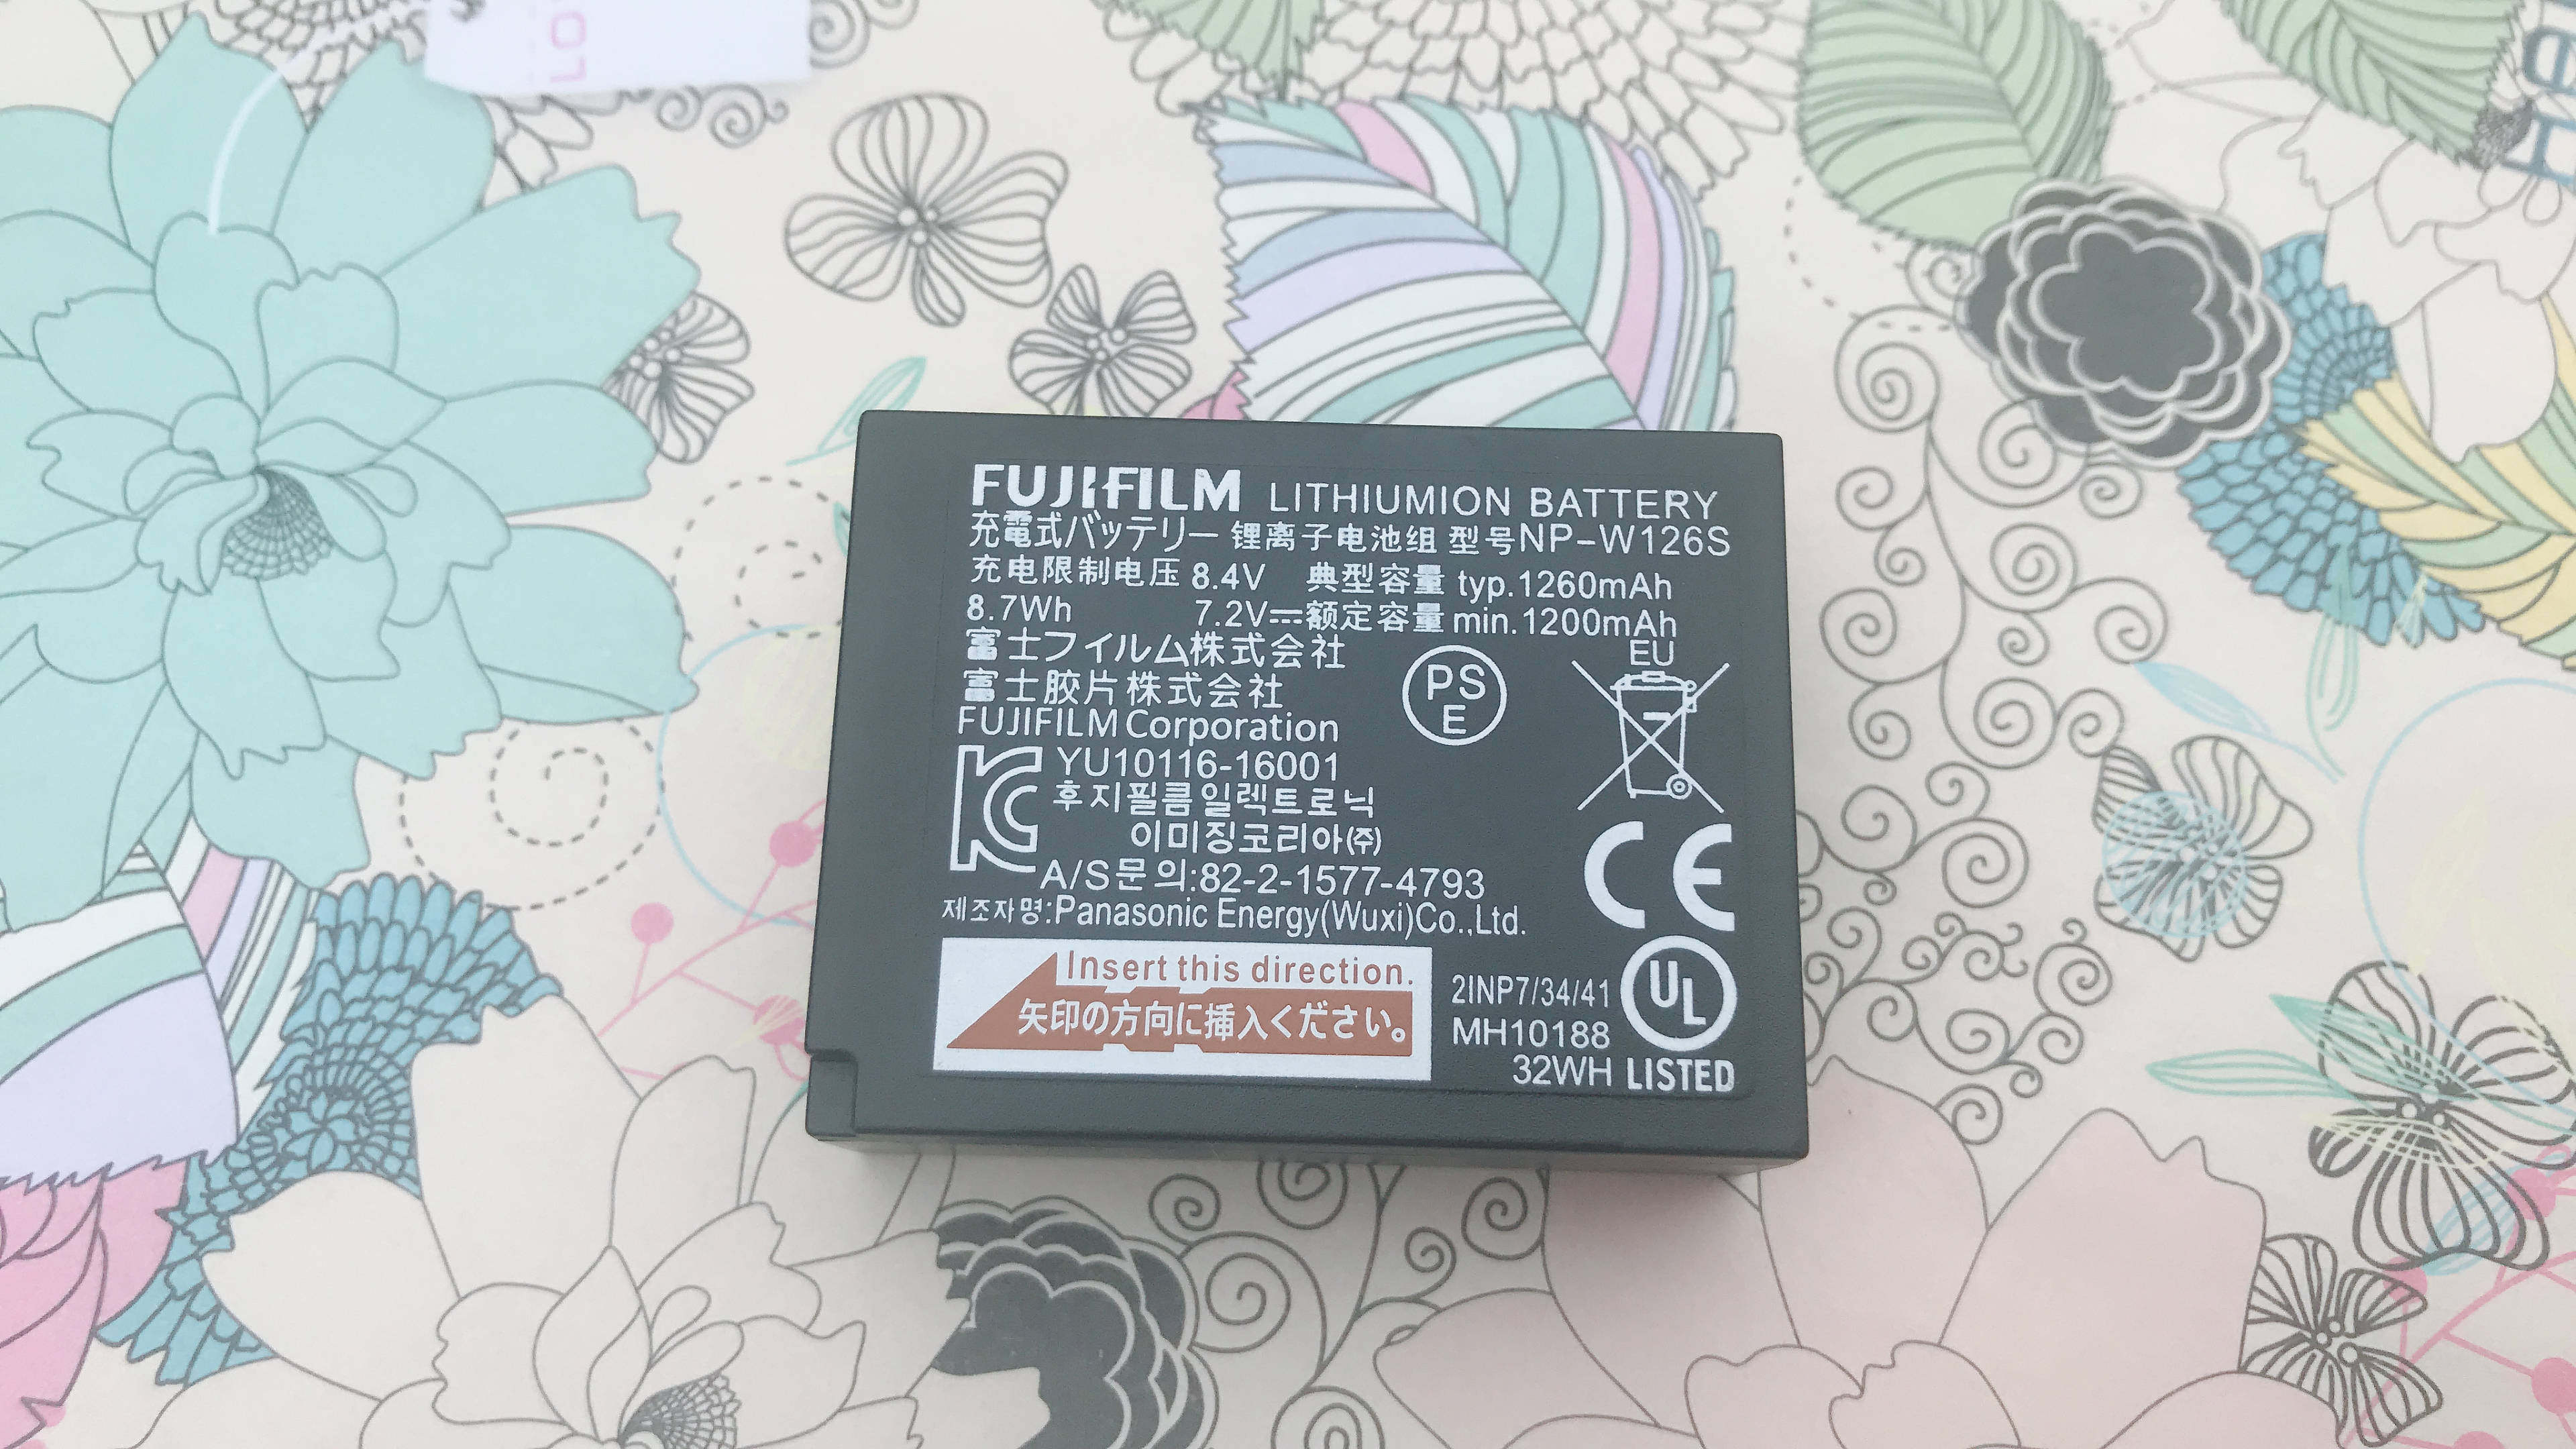 LO
FUJIFILM LITHIUMION BATTERY
充電式バッテリー 锂离子电池组 型号NP-W126S
充电限制电压 8.4V 典型容量 typ.1260mAh
8.7Wh 7.2V⎓额定容量 min.1200mAh
富士フイルム株式会社
富士胶片株式会社
FUJIFILM Corporation
PSE
EU
YU10116-16001
후지필름일렉트로닉
이미징코리아㈜
A/S문의:82-2-1577-4793
제조자명:Panasonic Energy(Wuxi)Co.,Ltd.
CE
Insert this direction.
矢印の方向に挿入ください。
2INP7/34/41
MH10188
32WH
UL
LISTED